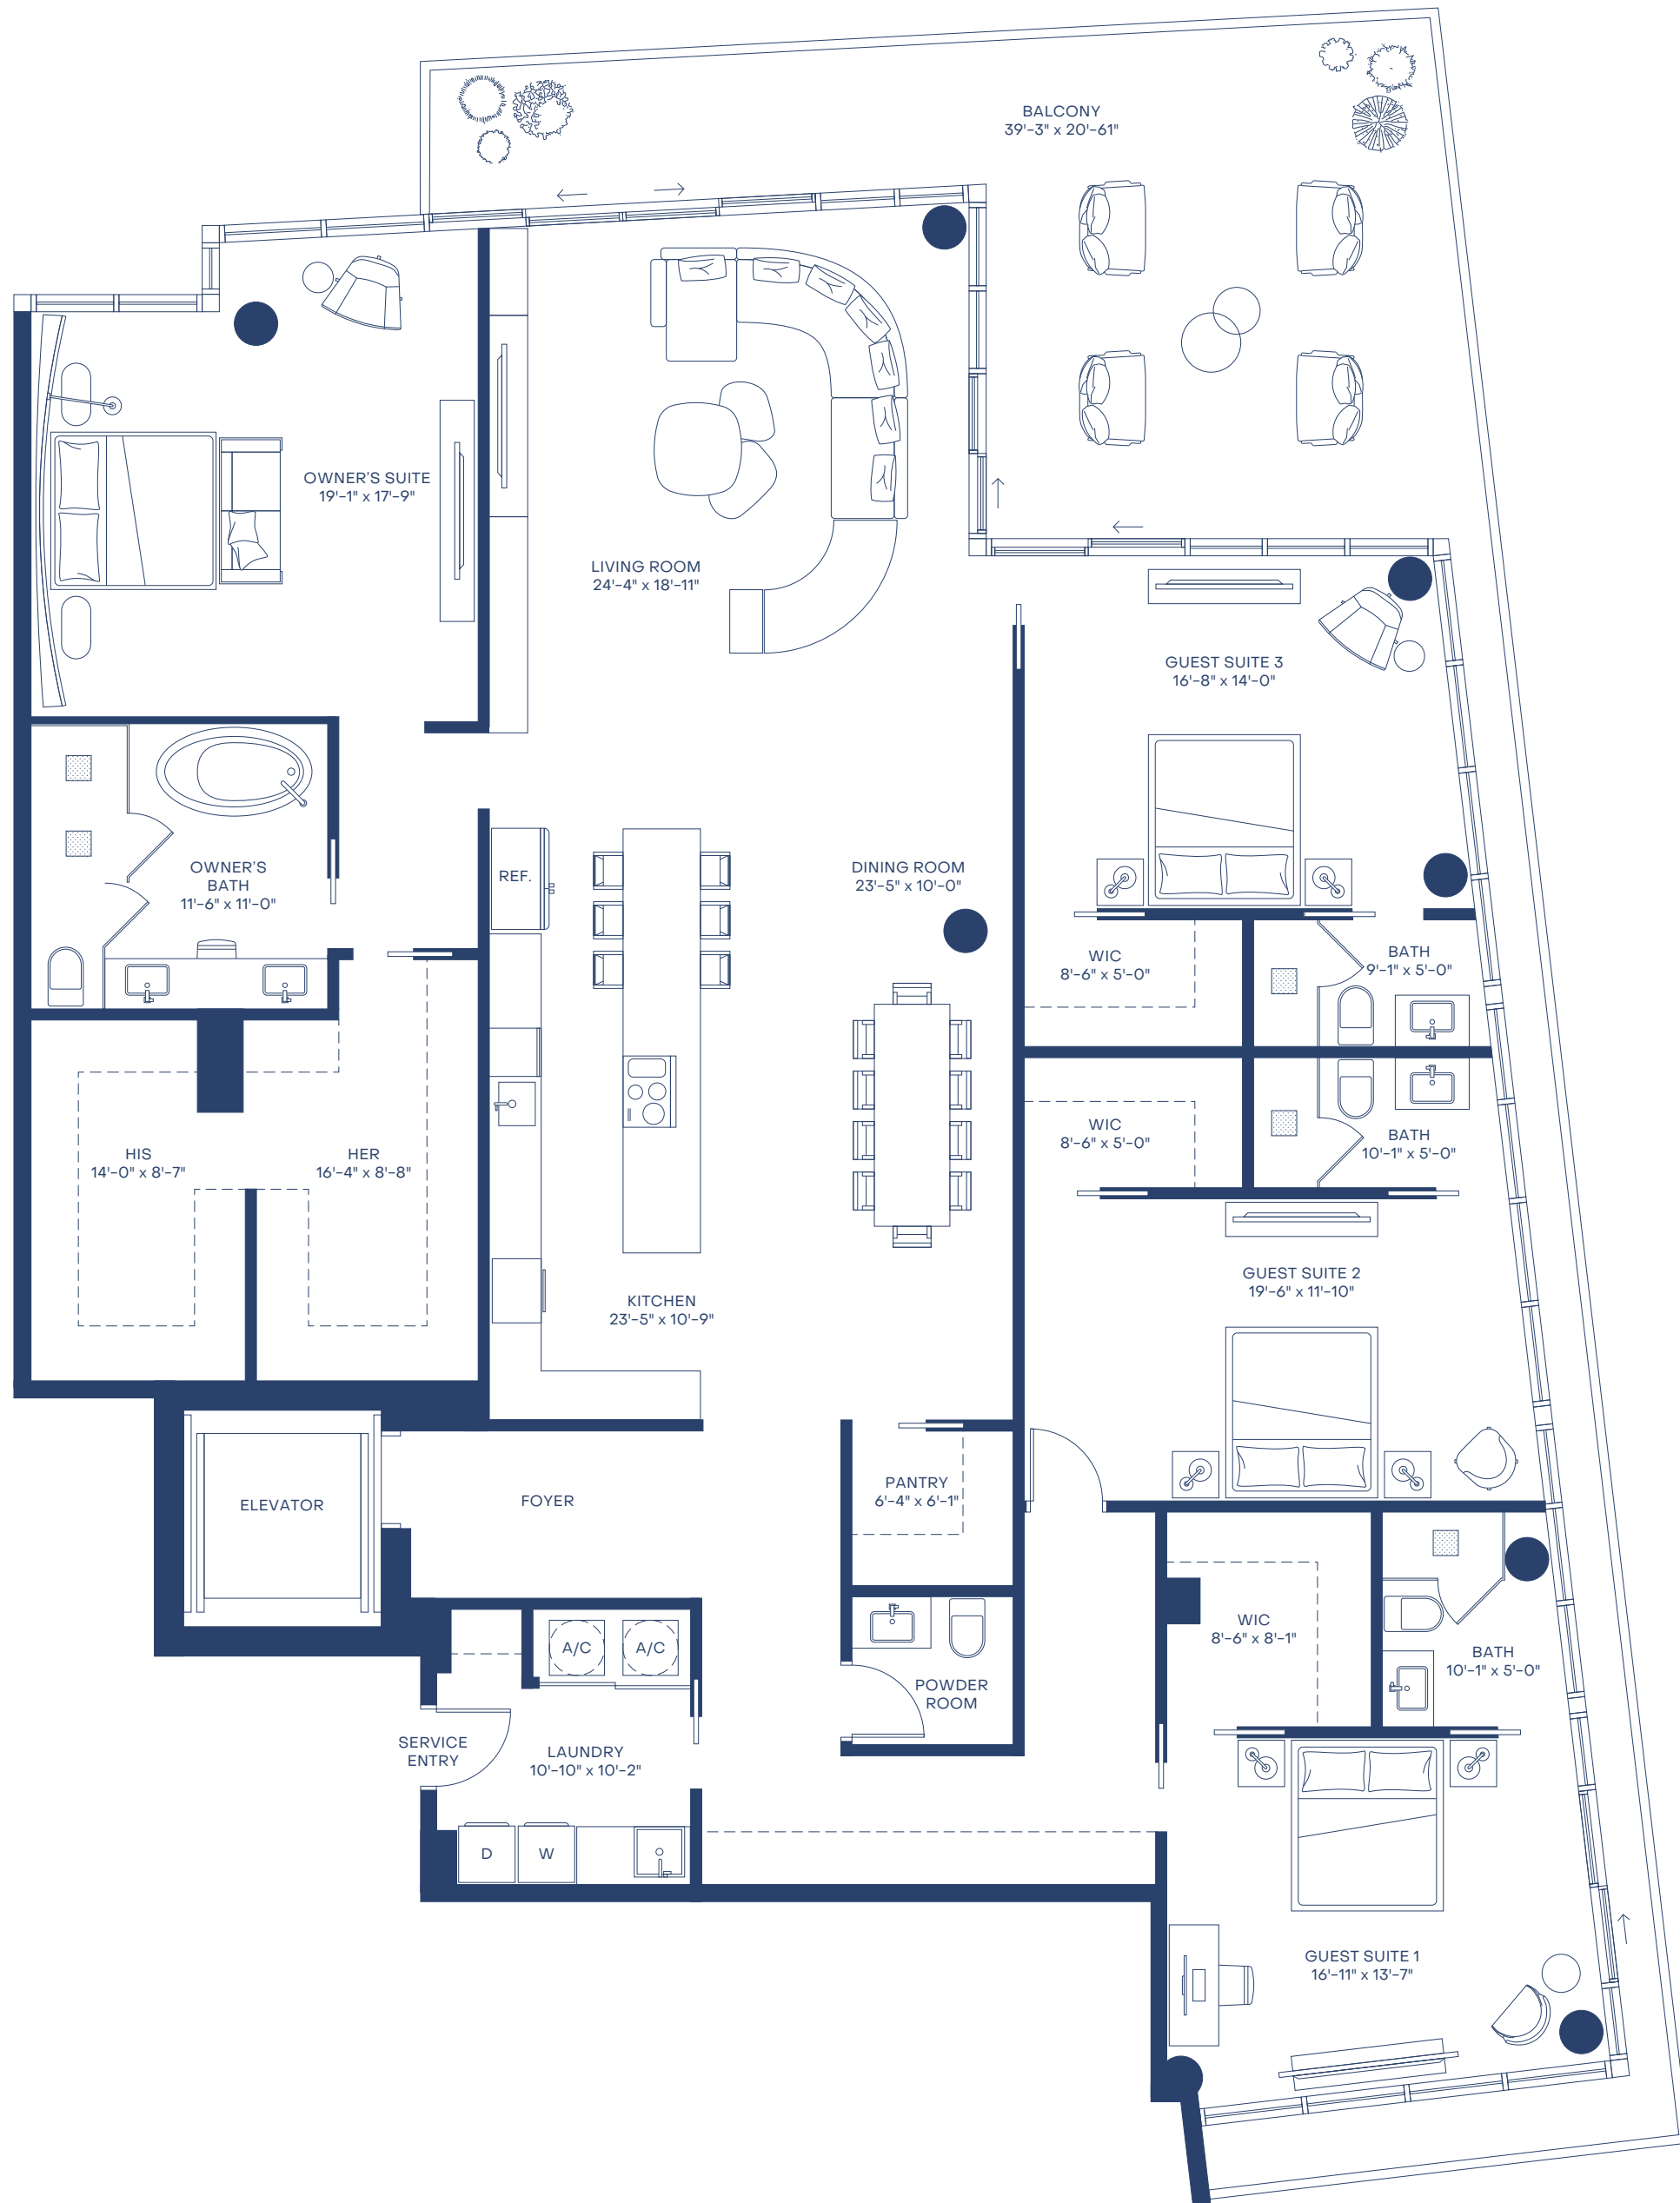 BALCONY
39'-3" x 20'-61"
OWNER'S SUITE
19'-1" x 17'-9"
LIVING ROOM
24'-4" x 18'-11"
GUEST SUITE 3
16'-8" x 14'-0"
OWNER'S
BATH
11'-6" x 11'-0"
REF.
DINING ROOM
23'-5" x 10'-0"
WIC
8'-6" x 5'-0"
BATH
9'-1" x 5'-0"
HIS
14'-0" x 8'-7"
HER
16'-4" x 8'-8"
WIC
8'-6" x 5'-0"
BATH
10'-1" x 5'-0"
KITCHEN
23'-5" x 10'-9"
GUEST SUITE 2
19'-6" x 11'-10"
ELEVATOR
FOYER
PANTRY
6'-4" x 6'-1"
A/C
A/C
WIC
8'-6" x 8'-1"
BATH
10'-1" x 5'-0"
POWDER
ROOM
SERVICE
ENTRY
LAUNDRY
10'-10" x 10'-2"
D
W
GUEST SUITE 1
16'-11" x 13'-7"